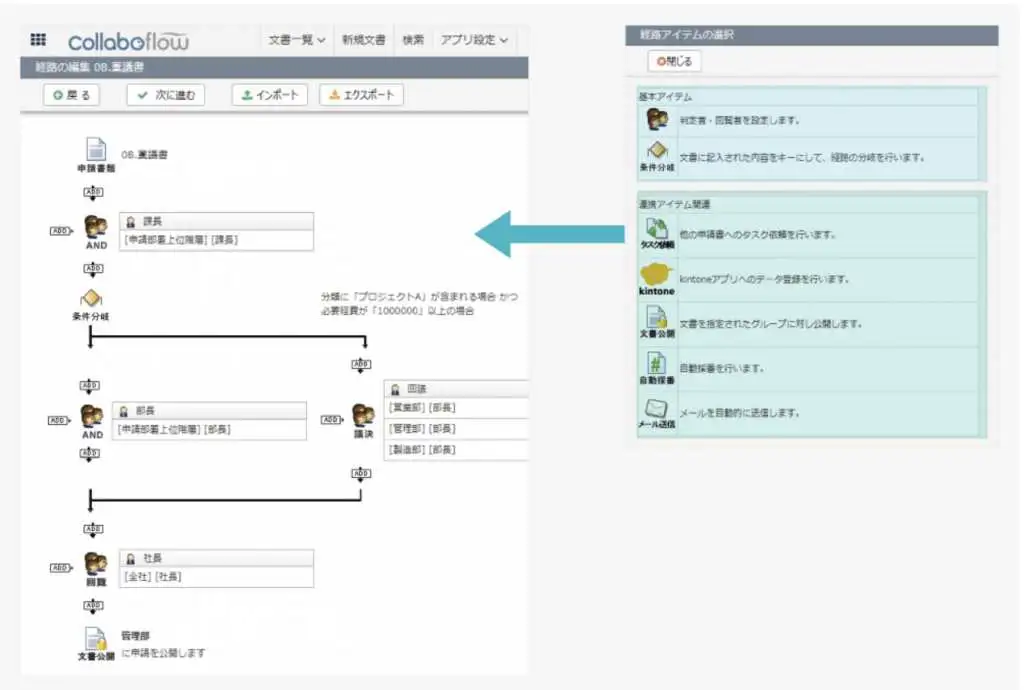 collaboflow
文書一覧
新規文書
検索
アプリ設定
経路の編集 08.稟議書
戻る
次に進む
インポート
エクスポート
申請書類
08.稟議書
ADD
ADD
AND
課長
[申請部署上位階層] [課長]
ADD
条件分岐
分類に「プロジェクトA」が含まれる場合 かつ
必要経費が「1000000」以上の場合
ADD
ADD
ADD
AND
部長
[申請部署上位階層] [部長]
ADD
ADD
議決
回議
[営業部] [部長]
[管理部] [部長]
[製造部] [部長]
ADD
ADD
ADD
回覧
社長
[全社] [社長]
ADD
文書公開
管理部
に申請を公開します
経路アイテムの選択
閉じる
基本アイテム
判定者・回覧者を設定します。
条件分岐
文書に記入された内容をキーにして、経路の分岐を行います。
連携アイテム関連
タスク依頼
他の申請書へのタスク依頼を行います。
kintone
kintoneアプリへのデータ登録を行います。
文書公開
文書を指定されたグループに対し公開します。
自動採番
自動採番を行います。
メール送信
メールを自動的に送信します。